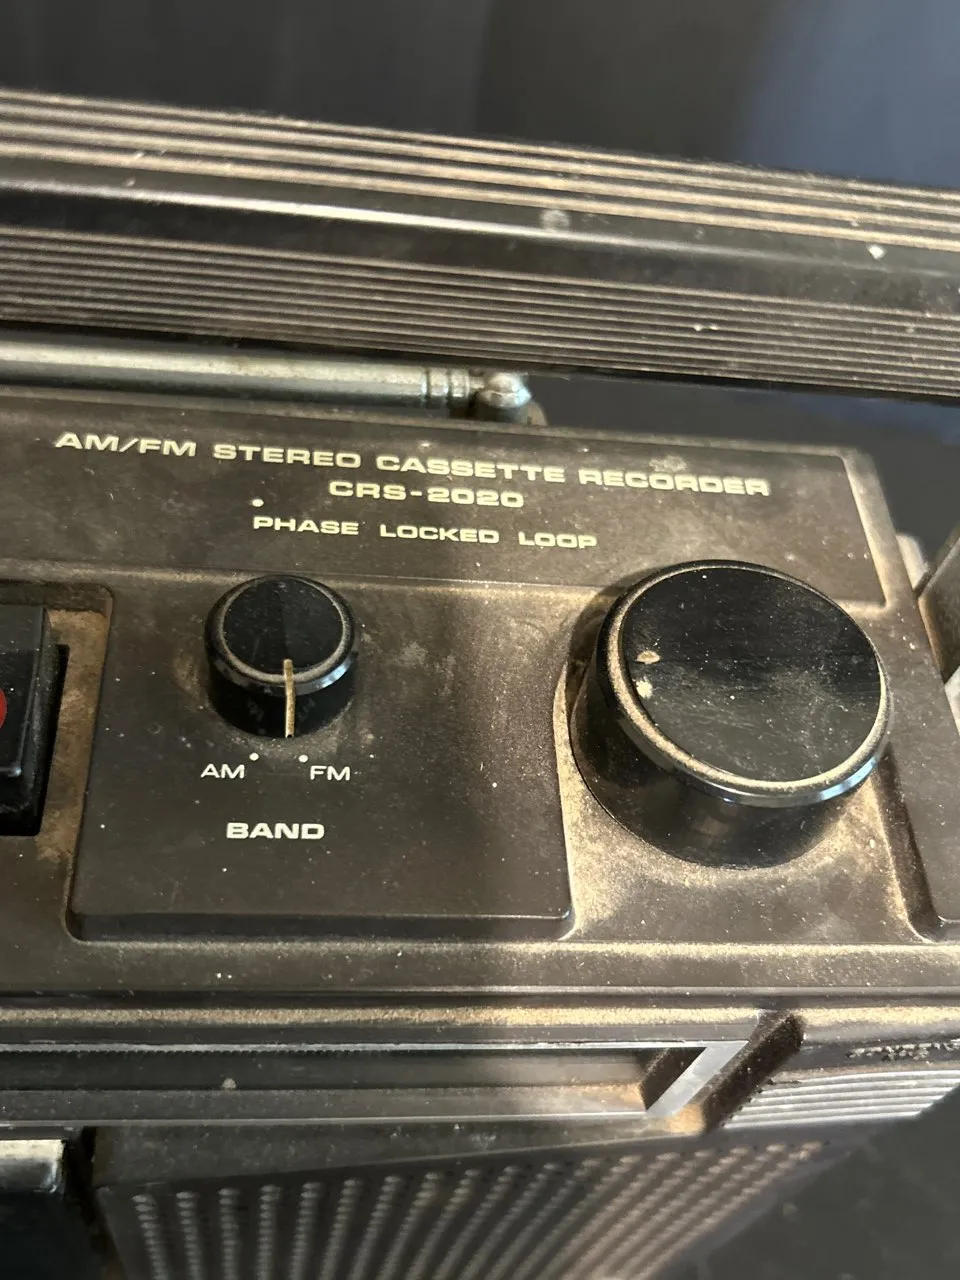 AM/FM STEREO CASSETTE RECORDER
CRS-2020
PHASE LOCKED LOOP
AM FM
BAND